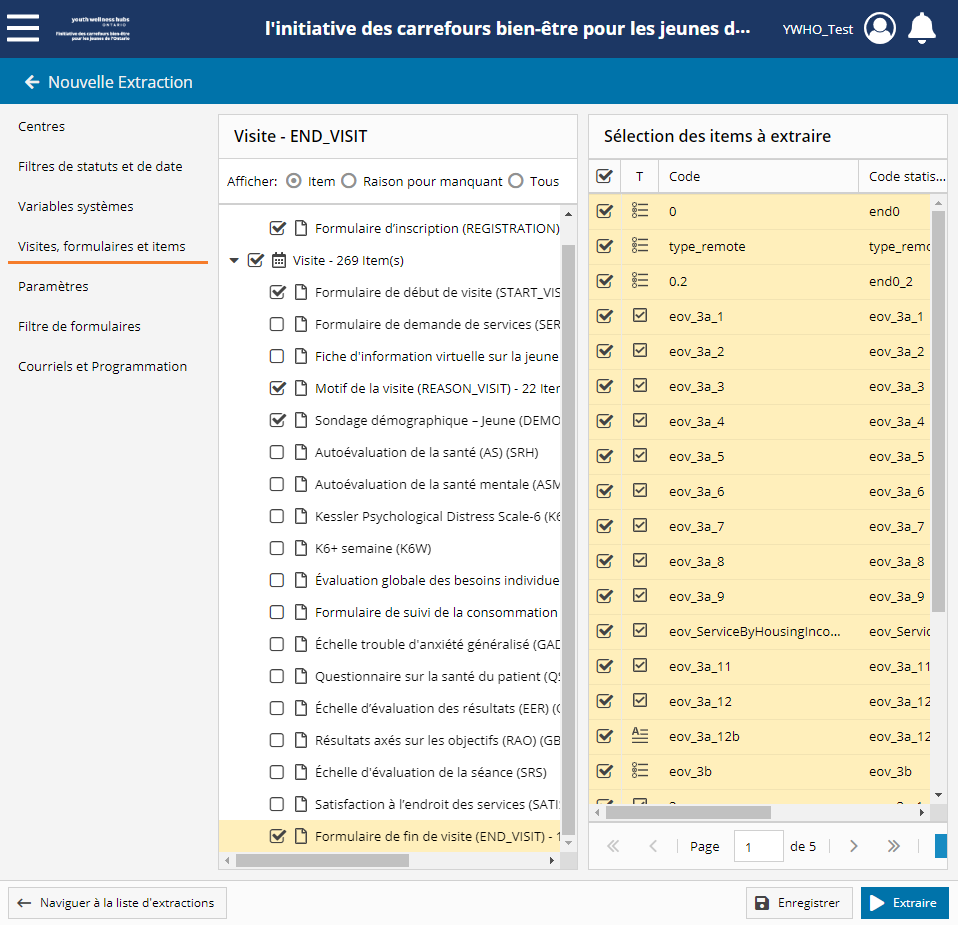 youth wellness hubs
ONTARIO
l'initiative des carrefours bien-être
pour les jeunes de l'Ontario
l'initiative des carrefours bien-être pour les jeunes d...
YWHO_Test
Nouvelle Extraction
Centres
Filtres de statuts et de date
Variables systèmes
Visites, formulaires et items
Paramètres
Filtre de formulaires
Courriels et Programmation
Visite - END_VISIT
Afficher: Item Raison pour manquant Tous
Formulaire d’inscription (REGISTRATION)
Visite - 269 Item(s)
Formulaire de début de visite (START_VIS
Formulaire de demande de services (SER
Fiche d'information virtuelle sur la jeune
Motif de la visite (REASON_VISIT) - 22 Iter
Sondage démographique – Jeune (DEMO
Autoévaluation de la santé (AS) (SRH)
Autoévaluation de la santé mentale (ASM
Kessler Psychological Distress Scale-6 (K6
K6+ semaine (K6W)
Évaluation globale des besoins individue
Formulaire de suivi de la consommation
Échelle trouble d'anxiété généralisé (GAD
Questionnaire sur la santé du patient (QS
Échelle d’évaluation des résultats (EER) (
Résultats axés sur les objectifs (RAO) (GB
Échelle d'évaluation de la séance (SRS)
Satisfaction à l’endroit des services (SATI
Formulaire de fin de visite (END_VISIT) - 1
Sélection des items à extraire
T Code Code statis...
0 end0
type_remote type_remo
0.2 end0_2
eov_3a_1 eov_3a_1
eov_3a_2 eov_3a_2
eov_3a_3 eov_3a_3
eov_3a_4 eov_3a_4
eov_3a_5 eov_3a_5
eov_3a_6 eov_3a_6
eov_3a_7 eov_3a_7
eov_3a_8 eov_3a_8
eov_3a_9 eov_3a_9
eov_ServiceByHousingInco... eov_Servic
eov_3a_11 eov_3a_11
eov_3a_12 eov_3a_12
eov_3a_12b eov_3a_12
eov_3b eov_3b
Page 1 de 5
Naviguer à la liste d'extractions
Enregistrer
Extraire